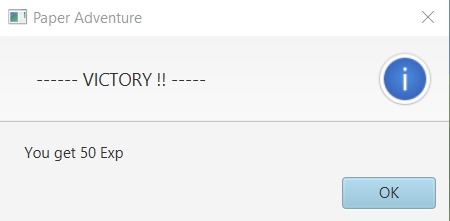 Paper Adventure
------ VICTORY !! -----
You get 50 Exp
OK